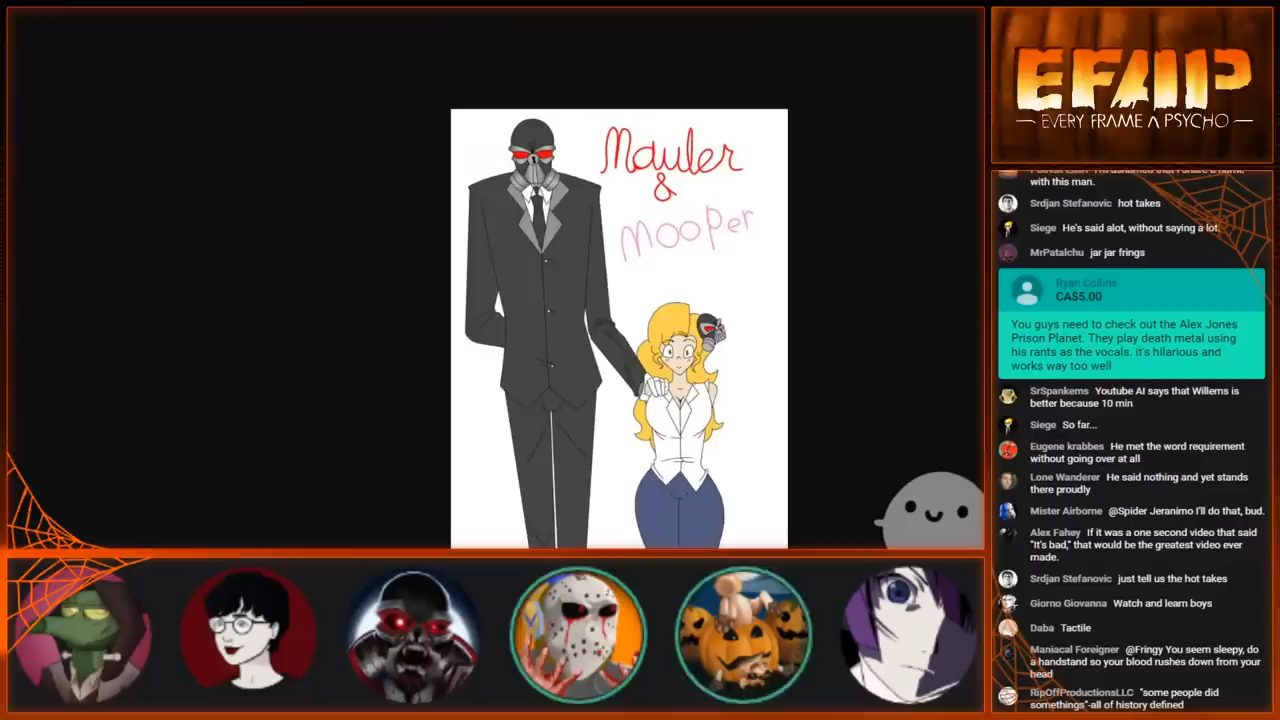 Mauler
&
Mooper
EFAP
EVERY FRAME A PSYCHO
with this man.
Srdjan Stefanovic hot takes
Siege He's said alot, without saying a lot.
MrPatalchu jar jar frings
Ryan Collins
CA$5.00
You guys need to check out the Alex Jones
Prison Planet. They play death metal using
his rants as the vocals. it's hilarious and
works way too well
SrSpankems Youtube AI says that Willems is
better because 10 min
Siege So far...
Eugene krabbes He met the word requirement
without going over at all
Lone Wanderer He said nothing and yet stands
there proudly
Mister Airborne @Spider Jeranimo I'll do that, bud.
Alex Fahey If it was a one second video that said
"It's bad," that would be the greatest video ever
made.
Srdjan Stefanovic just tell us the hot takes
Giorno Giovanna Watch and learn boys
Daba Tactile
Maniacal Foreigner @Fringy You seem sleepy, do
a handstand so your blood rushes down from your
head
RipOffProductionsLLC "some people did
somethings"-all of history defined